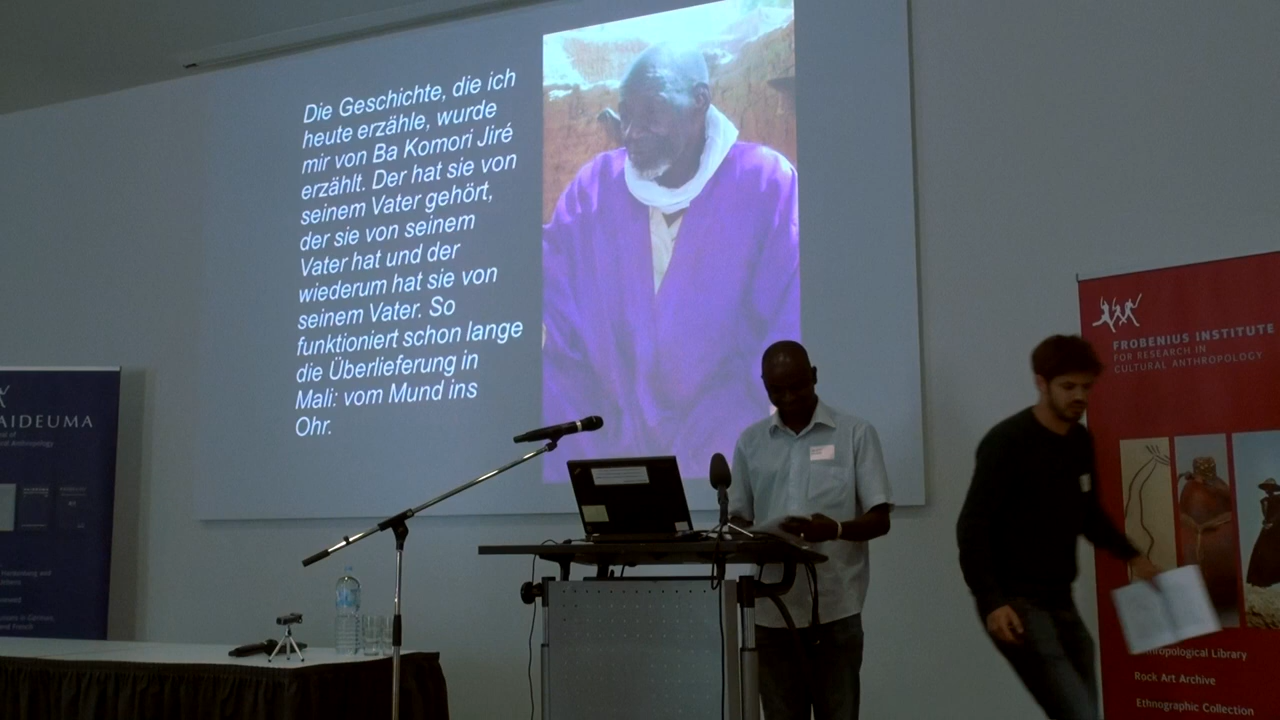 Die Geschichte, die ich
heute erzähle, wurde
mir von Ba Komori Jiré
erzählt. Der hat sie von
seinem Vater gehört,
der sie von seinem
Vater hat und der
wiederum hat sie von
seinem Vater. So
funktioniert schon lange
die Überlieferung in
Mali: vom Mund ins
Ohr.
AIDEUMA
FROBENIUS INSTITUTE
FOR RESEARCH IN
CULTURAL ANTHROPOLOGY
Library
Rock Art Archive
Ethnographic Collection